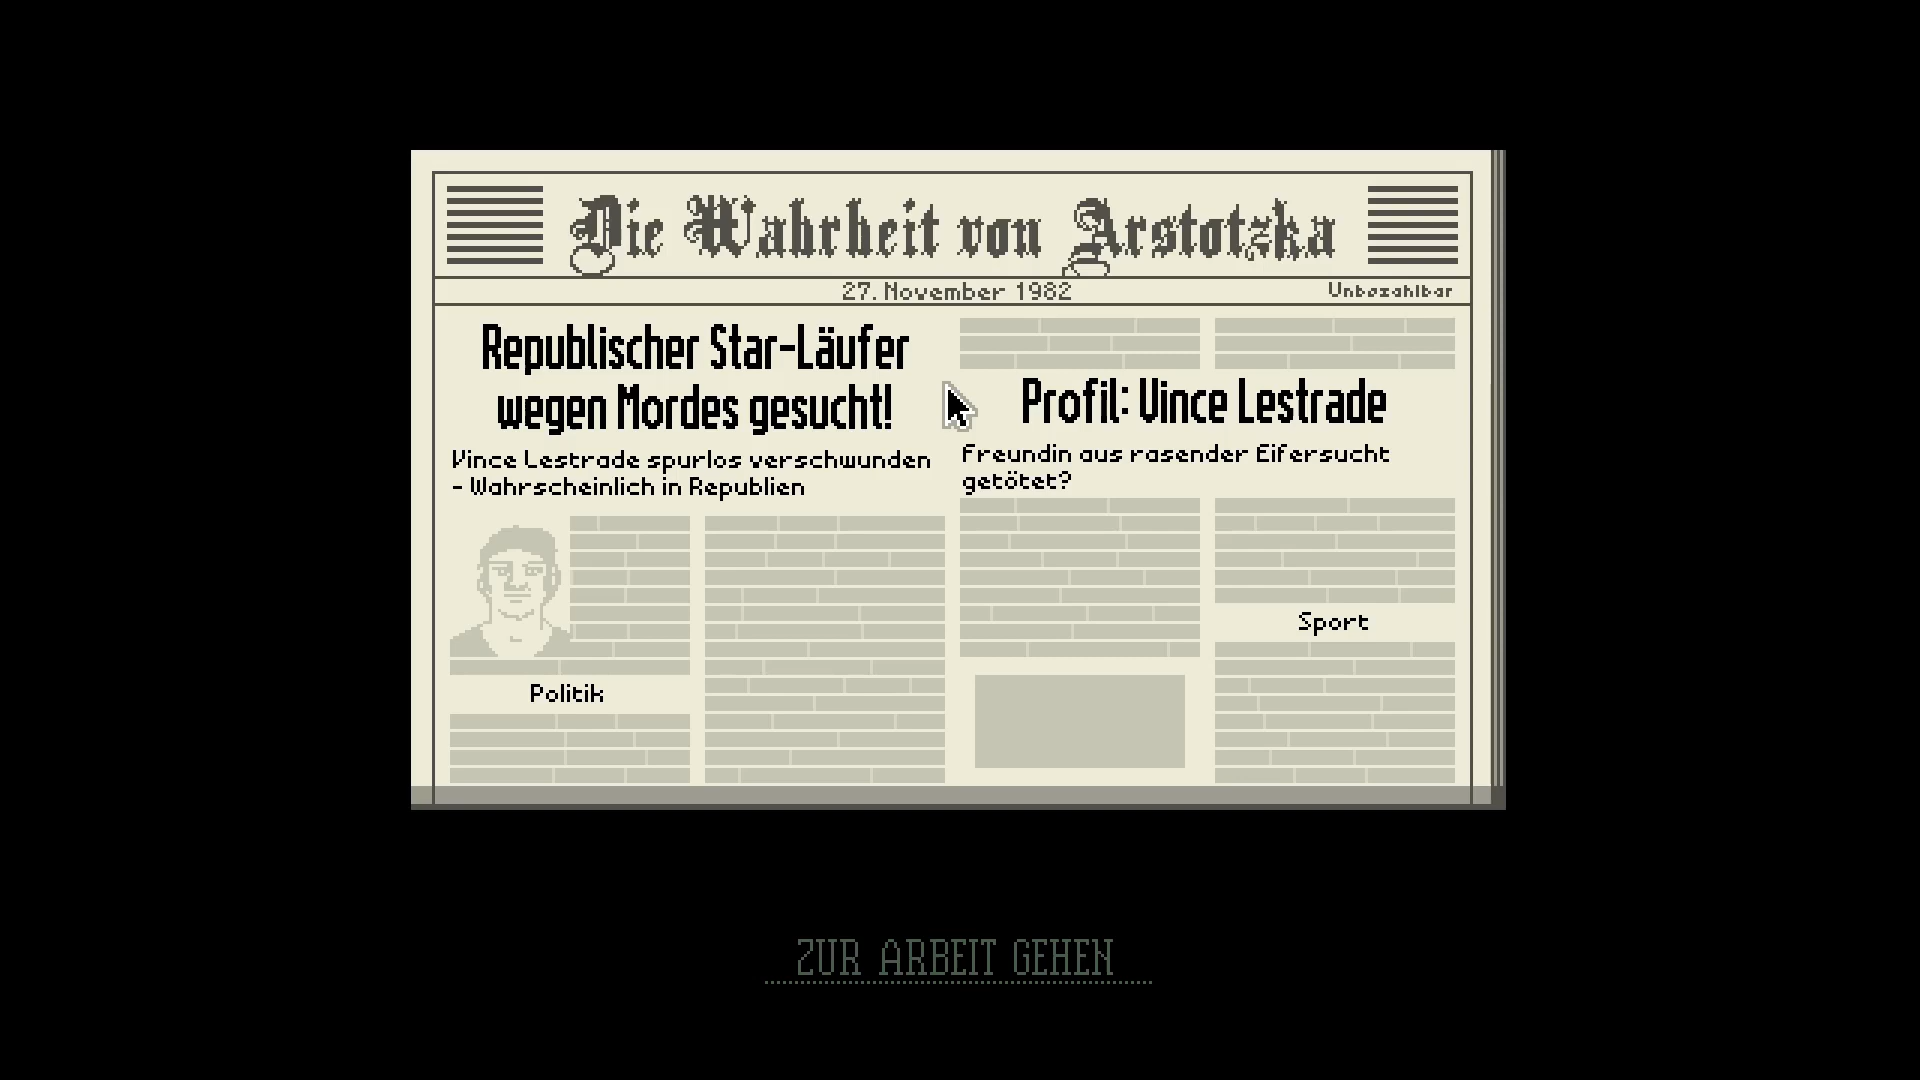 Die Wahrheit von Arstotzka
27. November 1982
Unbezahlbar
Republischer Star-Läufer
wegen Mordes gesucht!
Vince Lestrade spurlos verschwunden
- Wahrscheinlich in Republien
Politik
Profil: Vince Lestrade
Freundin aus rasender Eifersucht
getötet?
Sport
ZUR ARBEIT GEHEN